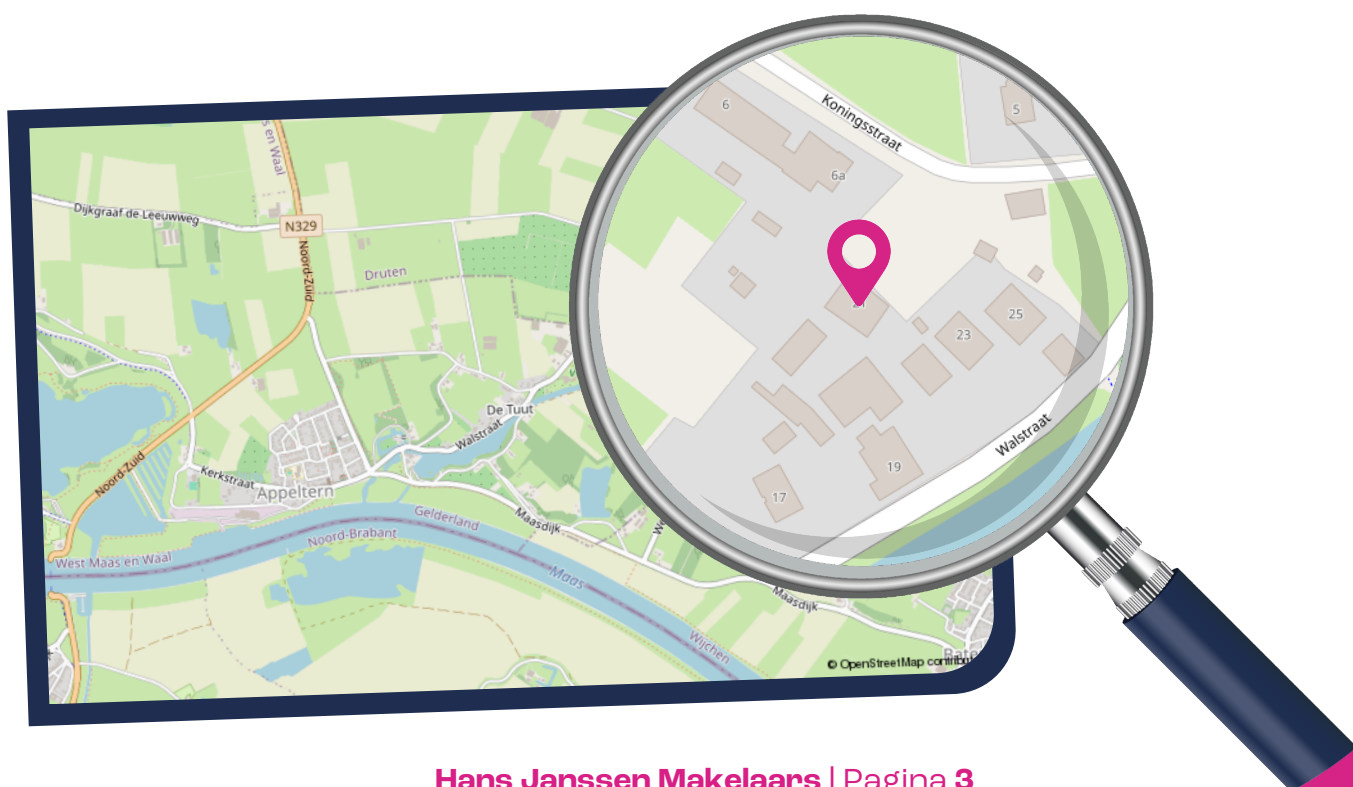 s en Waal
Dijkgraaf de Leeuwweg
N329
Noord-Zuid
Druten
De Tuut
Walstraat
Noord-Zuid
Kerkstraat
Appeltern
Gelderland
Noord-Brabant
Maasdijk
West Maas en Waal
Maas
Maasdijk
Wijchen
© OpenStreetMap
6
Koningsstraat
5
6a
25
23
Walstraat
19
17
Hans Janssen Makelaars | Pagina 3